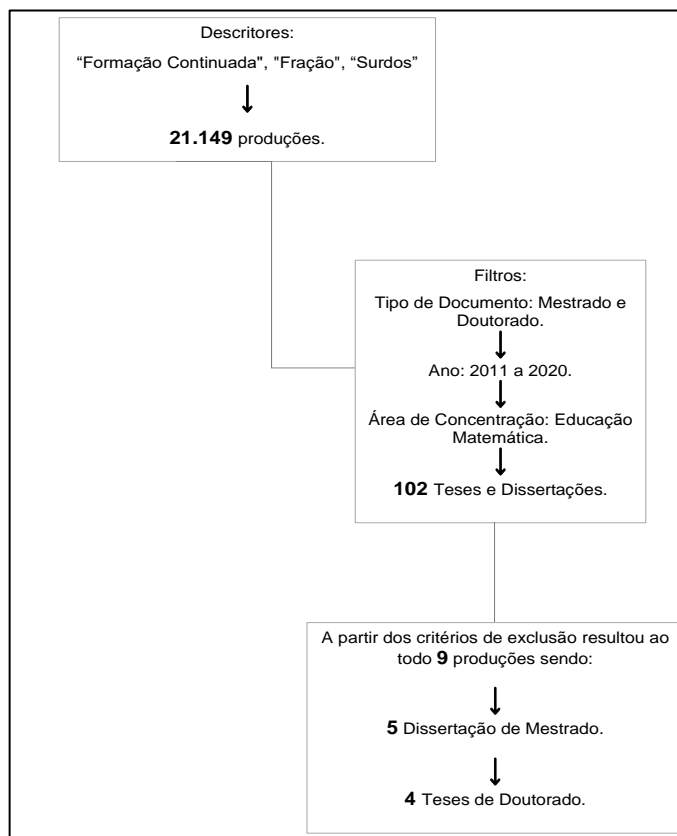 Descritores:
“Formação Continuada", "Fração", “Surdos”
21.149 produções.
Filtros:
Tipo de Documento: Mestrado e
Doutorado.
Ano: 2011 a 2020.
Área de Concentração: Educação
Matemática.
102 Teses e Dissertações.
A partir dos critérios de exclusão resultou ao
todo 9 produções sendo:
5 Dissertação de Mestrado.
4 Teses de Doutorado.